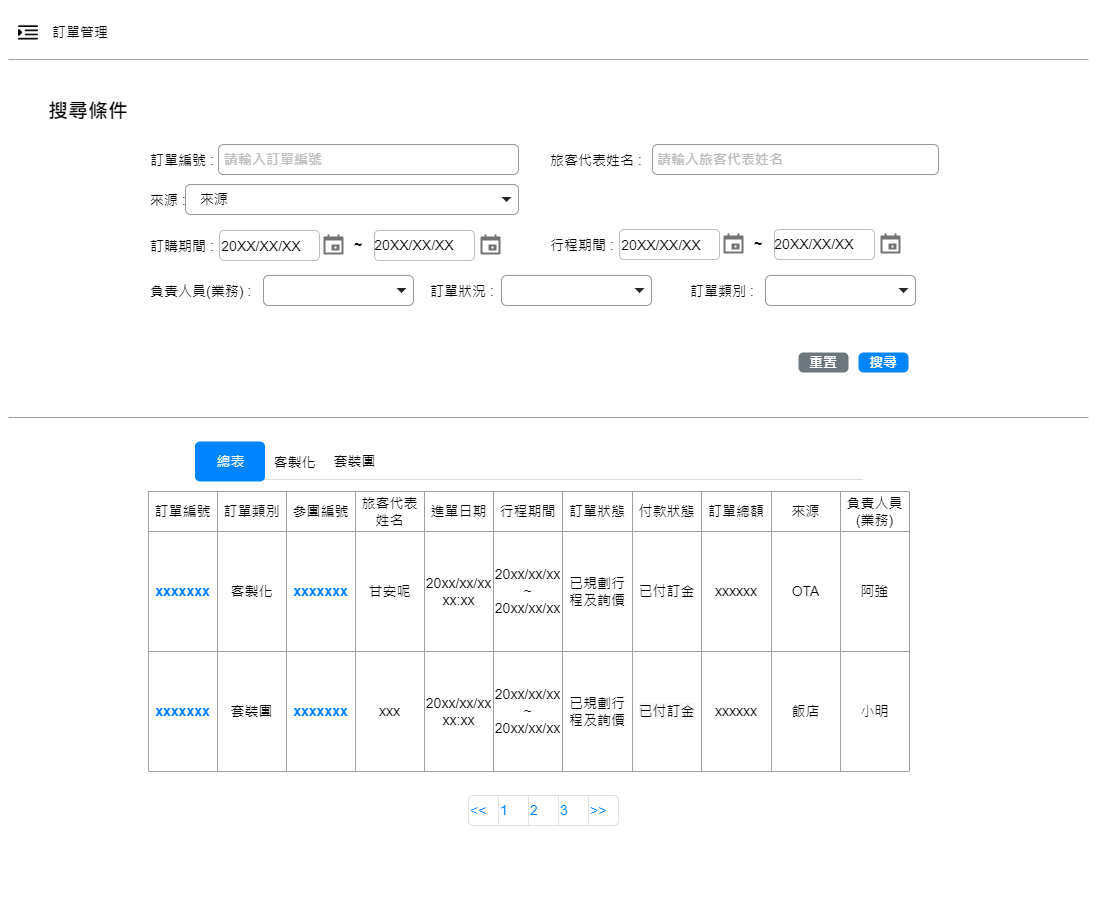 訂單管理
搜尋條件
訂單編號 : 請輸入訂單編號 旅客代表姓名 : 請輸入旅客代表姓名
來源 : 來源
訂購期間 : 20XX/XX/XX ~ 20XX/XX/XX 行程期間 : 20XX/XX/XX ~ 20XX/XX/XX
負責人員(業務) : 訂單狀況 : 訂單類別 :
重置 搜尋
總表 客製化 套裝團
訂單編號 訂單類別 參團編號 旅客代表姓名 進單日期 行程期間 訂單狀態 付款狀態 訂單總額 來源 負責人員(業務)
xxxxxxx 客製化 xxxxxxx 甘安呢 20xx/xx/xx xx:xx 20xx/xx/xx ~ 20xx/xx/xx 已規劃行程及詢價 已付訂金 xxxxxx OTA 阿強
xxxxxxx 套裝團 xxxxxxx xxx 20xx/xx/xx xx:xx 20xx/xx/xx ~ 20xx/xx/xx 已規劃行程及詢價 已付訂金 xxxxxx 飯店 小明
<< 1 2 3 >>